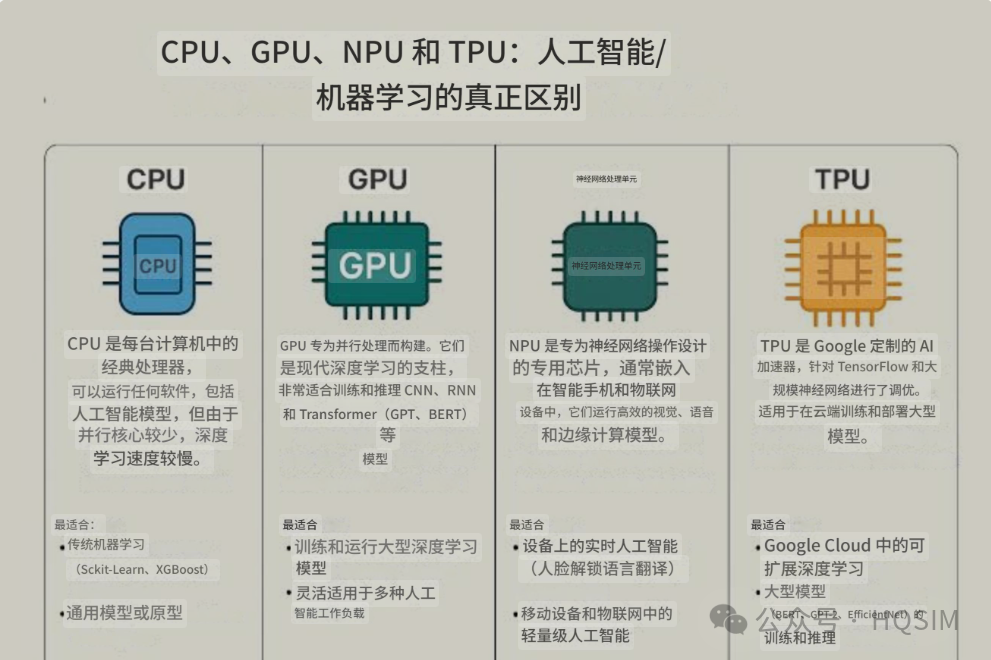 CPU、GPU、NPU 和 TPU：人工智能/
机器学习的真正区别
CPU
CPU
CPU 是每台计算机中的
经典处理器，
可以运行任何软件，包括
人工智能模型，但由于
并行核心较少，深度
学习速度较慢。
最适合：
•传统机器学习
（Sckit-Learn、XGBoost）
•通用模型或原型
GPU
GPU
GPU 专为并行处理而构建。它们
是现代深度学习的支柱，
非常适合训练和推理 CNN、RNN
和 Transformer（GPT、BERT）
等
模型
最适合
•训练和运行大型深度学习
模型
•灵活适用于多种人工
智能工作负载
神经网络处理单元
神经网络处理单元
NPU 是专为神经网络操作设计
的专用芯片，通常嵌入
在智能手机和物联网
设备中，它们运行高效的视觉、语音
和边缘计算模型。
最适合
•设备上的实时人工智能
（人脸解锁语言翻译）
•移动设备和物联网中的
轻量级人工智能
TPU
TPU 是 Google 定制的 AI
加速器，针对 TensorFlow 和大
规模神经网络进行了调优。
适用于在云端训练和部署大型
模型。
最适合
•Google Cloud 中的可
扩展深度学习
•大型模型
（BERT、GPT-2、EfficientNet）的
训练和推理
公众号 · HQSIM